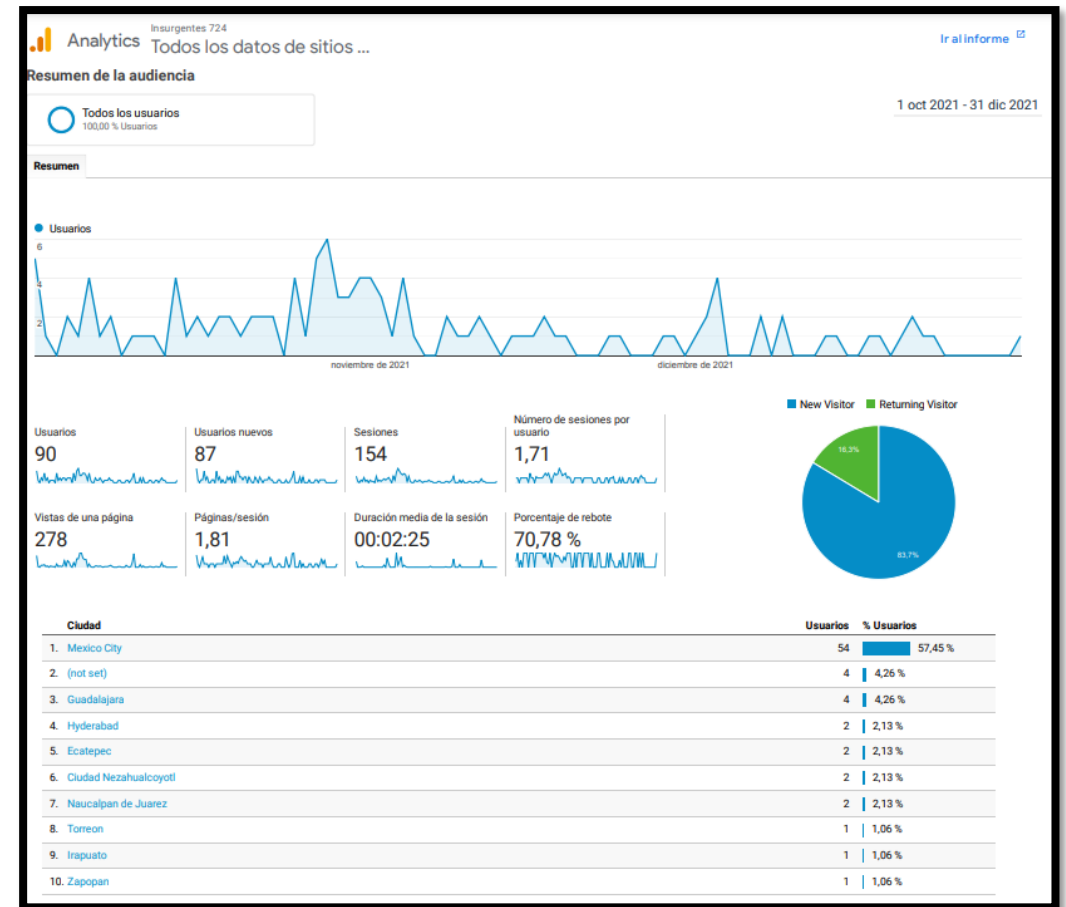 Analytics
Insurgentes 724
Todos los datos de sitios ...
Ir al informe
Resumen de la audiencia
Todos los usuarios
100,00 % Usuarios
1 oct 2021 - 31 dic 2021
Resumen
Usuarios
6
4
2
noviembre de 2021
diciembre de 2021
New Visitor Returning Visitor
Usuarios
90
Usuarios nuevos
87
Sesiones
154
Número de sesiones por
usuario
1,71
Vistas de una página
278
Páginas/sesión
1,81
Duración media de la sesión
00:02:25
Porcentaje de rebote
70,78 %
16,3%
83,7%
Ciudad Usuarios % Usuarios
1. Mexico City 54 57,45 %
2. (not set) 4 4,26 %
3. Guadalajara 4 4,26 %
4. Hyderabad 2 2,13 %
5. Ecatepec 2 2,13 %
6. Ciudad Nezahualcoyotl 2 2,13 %
7. Naucalpan de Juarez 2 2,13 %
8. Torreon 1 1,06 %
9. Irapuato 1 1,06 %
10. Zapopan 1 1,06 %